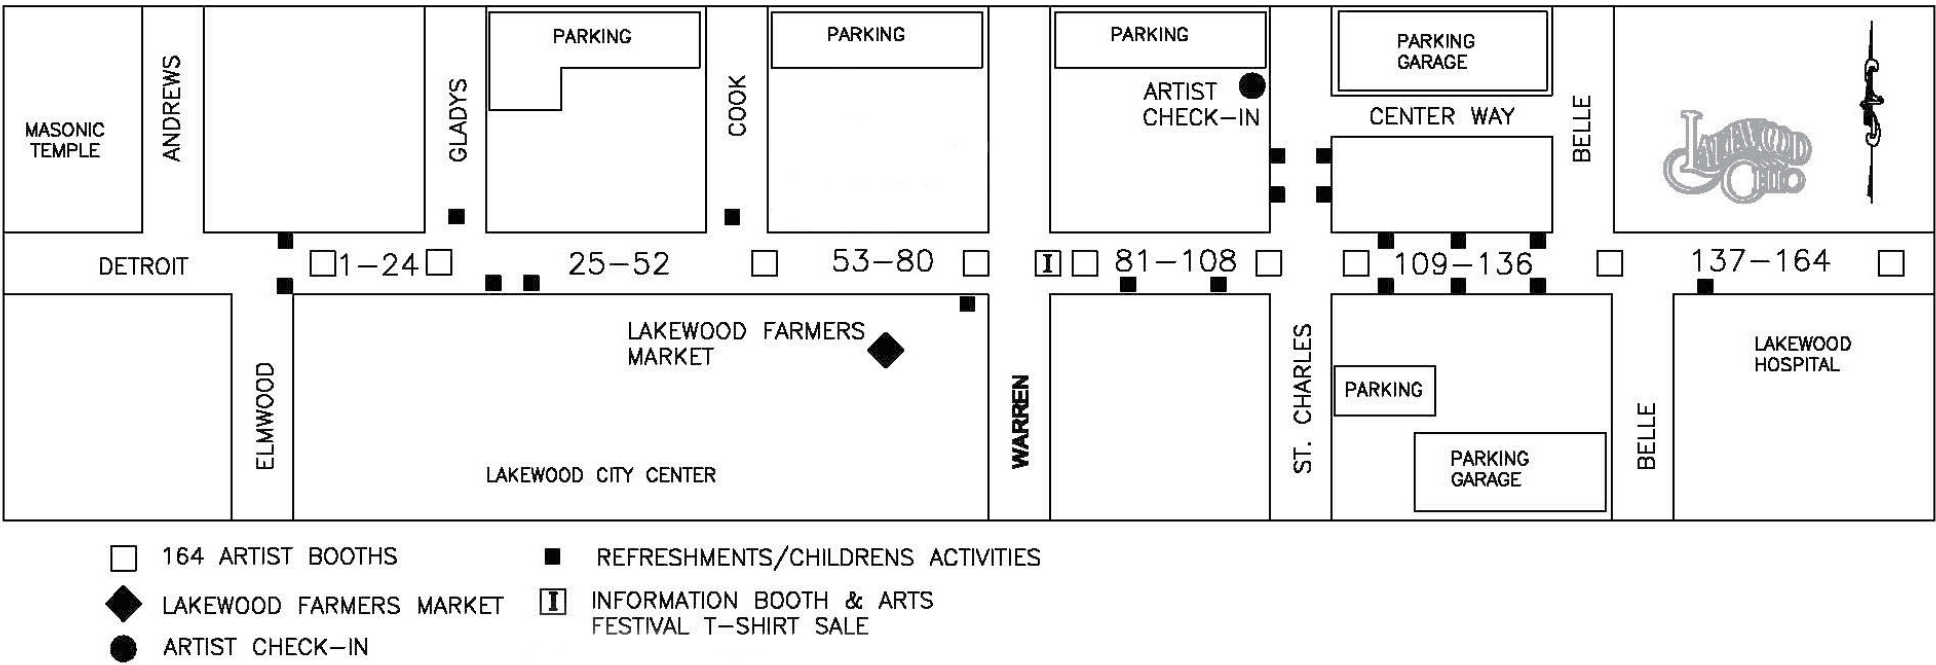 PARKING
PARKING
PARKING
PARKING
GARAGE
ANDREWS
GLADYS
COOK
ARTIST
CHECK-IN
CENTER WAY
BELLE
MASONIC
TEMPLE
LAKEWOOD
OHIO
DETROIT
1-24
25-52
53-80
I
81-108
109-136
137-164
LAKEWOOD FARMERS
MARKET
LAKEWOOD
HOSPITAL
ELMWOOD
WARREN
ST. CHARLES
PARKING
BELLE
LAKEWOOD CITY CENTER
PARKING
GARAGE
164 ARTIST BOOTHS
REFRESHMENTS/CHILDRENS ACTIVITIES
LAKEWOOD FARMERS MARKET
I INFORMATION BOOTH & ARTS
FESTIVAL T-SHIRT SALE
ARTIST CHECK-IN